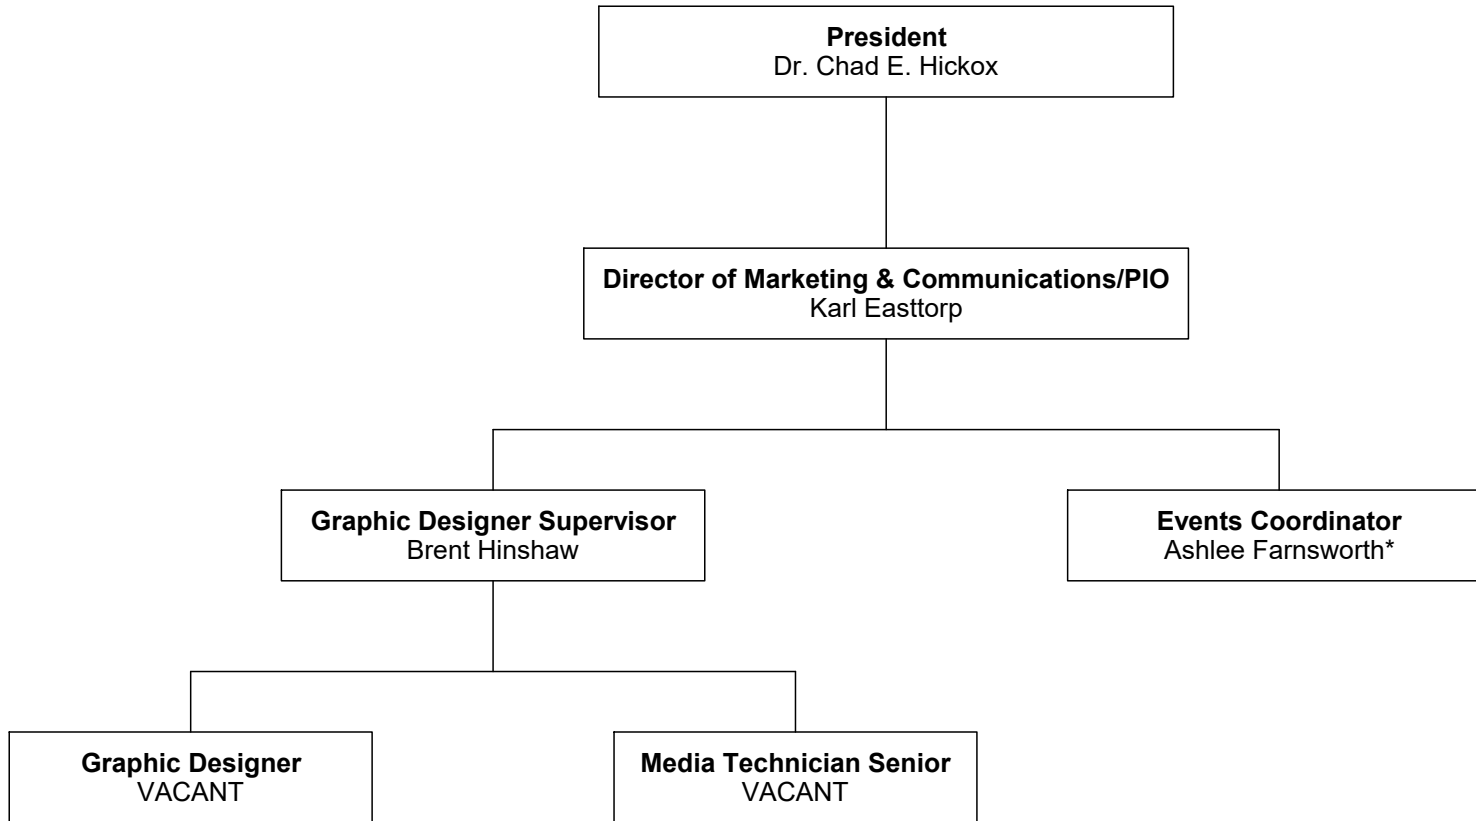 President
Dr. Chad E. Hickox
Director of Marketing & Communications/PIO
Karl Easttorp
Graphic Designer Supervisor
Brent Hinshaw
Events Coordinator
Ashlee Farnsworth*
Graphic Designer
VACANT
Media Technician Senior
VACANT